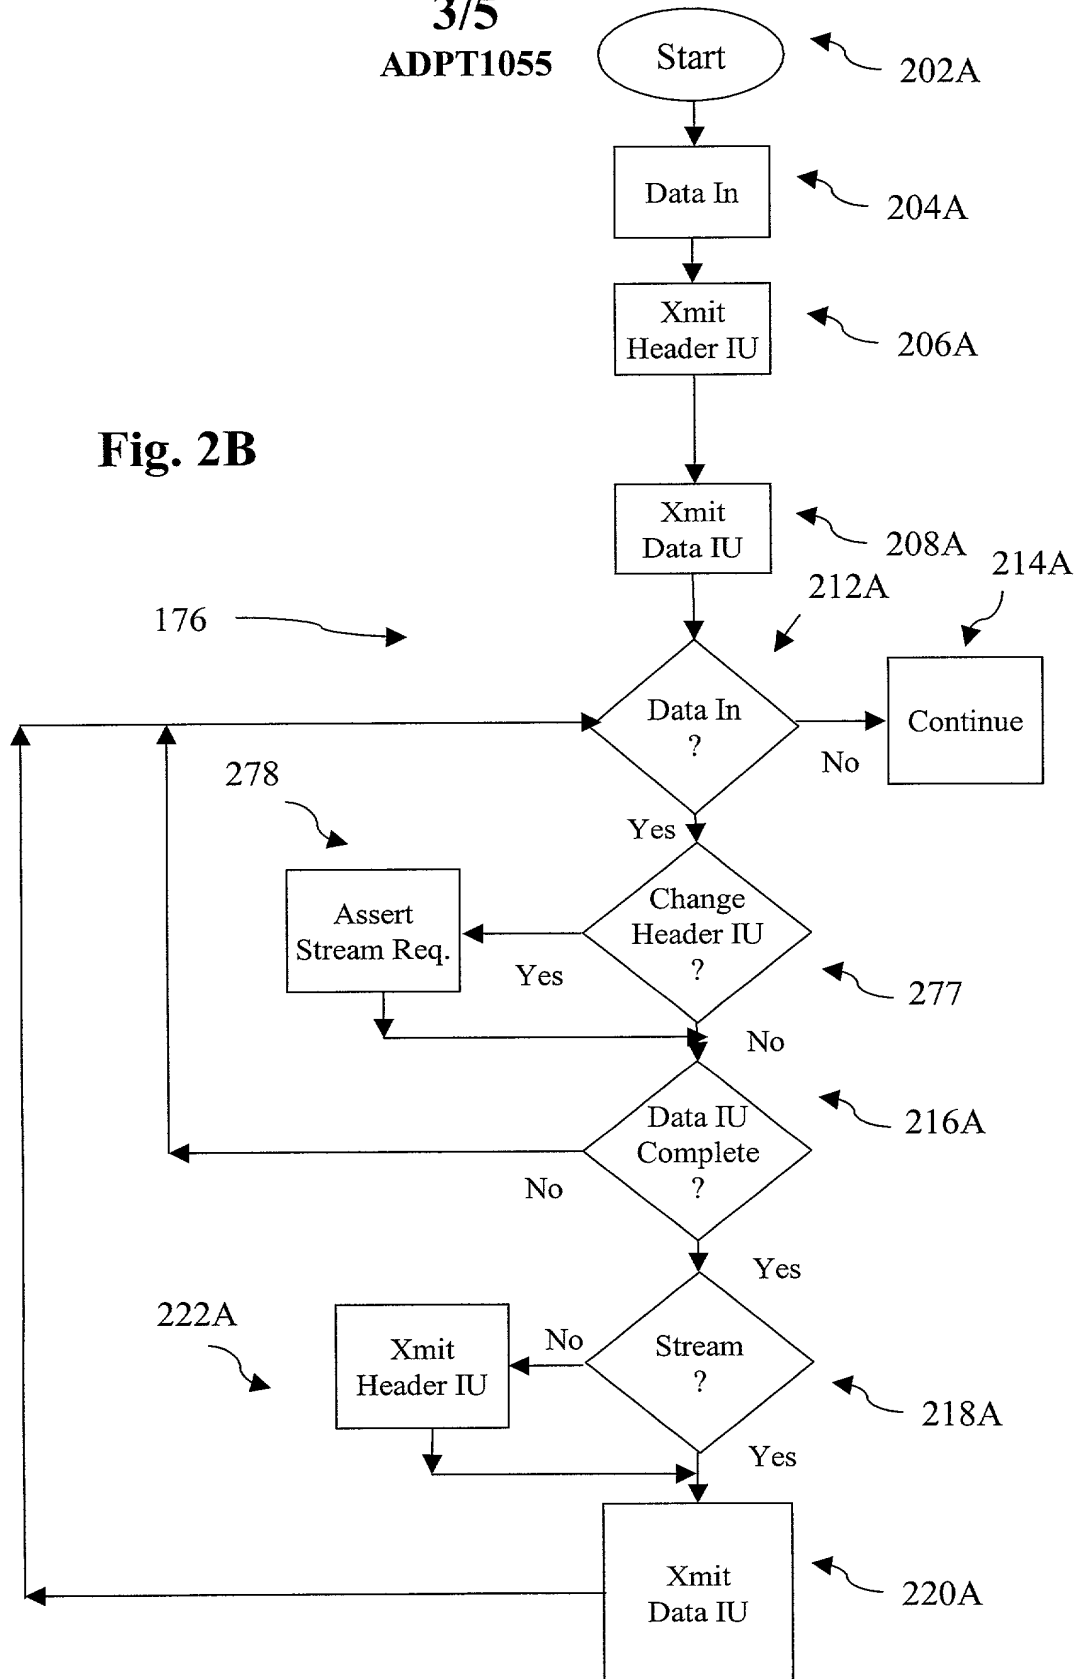 3/5
ADPT1055
Start
202A
Data In
204A
Xmit
Header IU
206A
Fig. 2B
Xmit
Data IU
208A
214A
212A
176
Data In
?
Continue
No
278
Yes
Change
Header IU
?
Assert
Stream Req.
Yes
277
No
Data IU
Complete
?
216A
No
Yes
222A
Xmit
Header IU
No
Stream
?
218A
Yes
Xmit
Data IU
220A